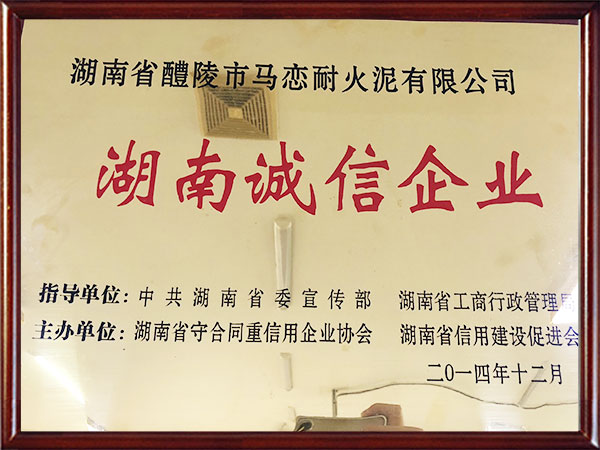 湖南省醴陵市马恋耐火泥有限公司
湖南诚信企业
指导单位：中共湖南省委宣传部 湖南省工商行政管理局
主办单位：湖南省守合同重信用企业协会 湖南省信用建设促进会
二〇一四年十二月